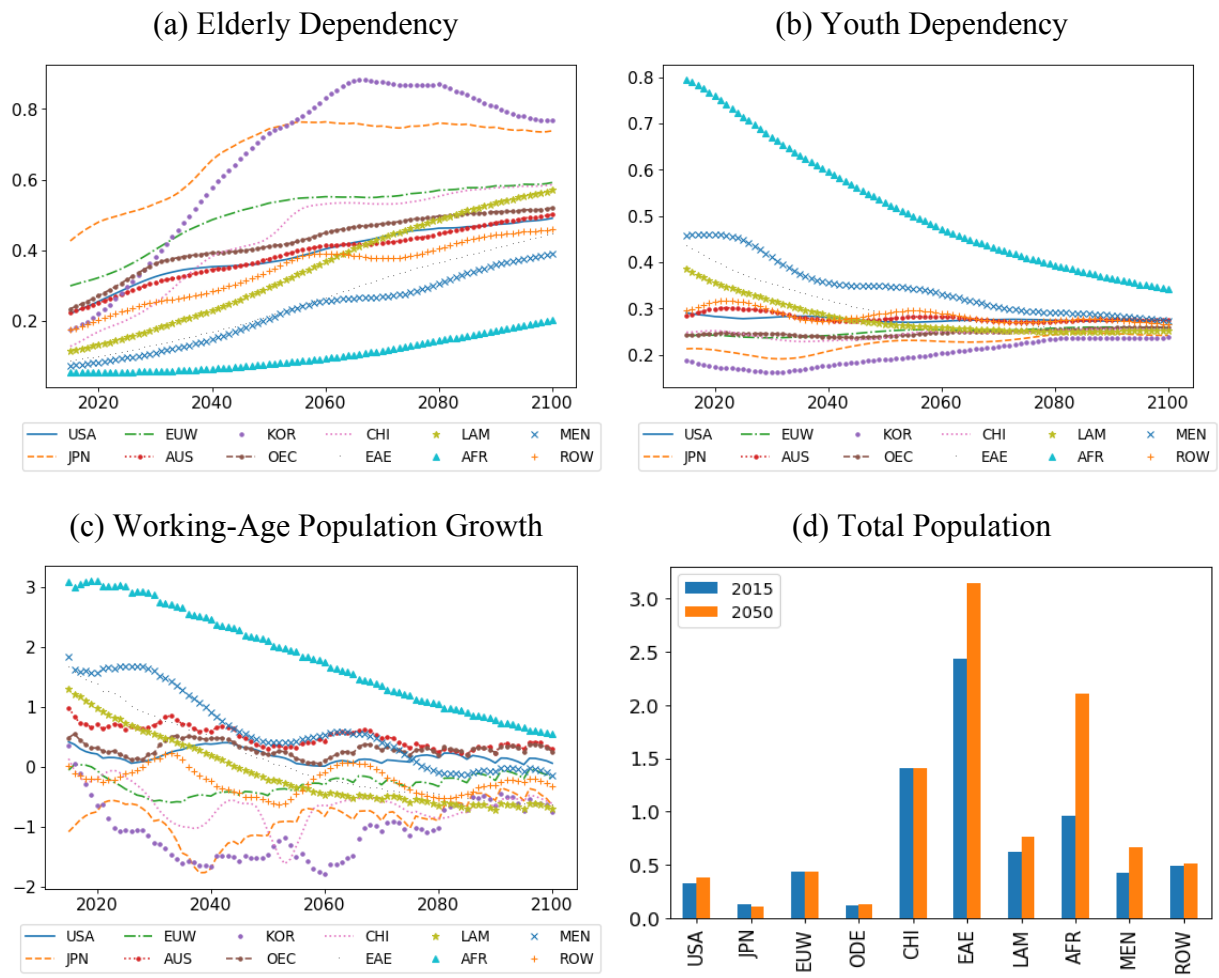 (a) Elderly Dependency
0.8
0.6
0.4
0.2
2020 2040 2060 2080 2100
USA EUW KOR CHI LAM MEN
JPN AUS OEC EAE AFR ROW
(b) Youth Dependency
0.8
0.7
0.6
0.5
0.4
0.3
0.2
2020 2040 2060 2080 2100
USA EUW KOR CHI LAM MEN
JPN AUS OEC EAE AFR ROW
(c) Working-Age Population Growth
3
2
1
0
−1
−2
2020 2040 2060 2080 2100
USA EUW KOR CHI LAM MEN
JPN AUS OEC EAE AFR ROW
(d) Total Population
2015
2050
3.0
2.5
2.0
1.5
1.0
0.5
0.0
USA JPN EUW ODE CHI EAE LAM AFR MEN ROW